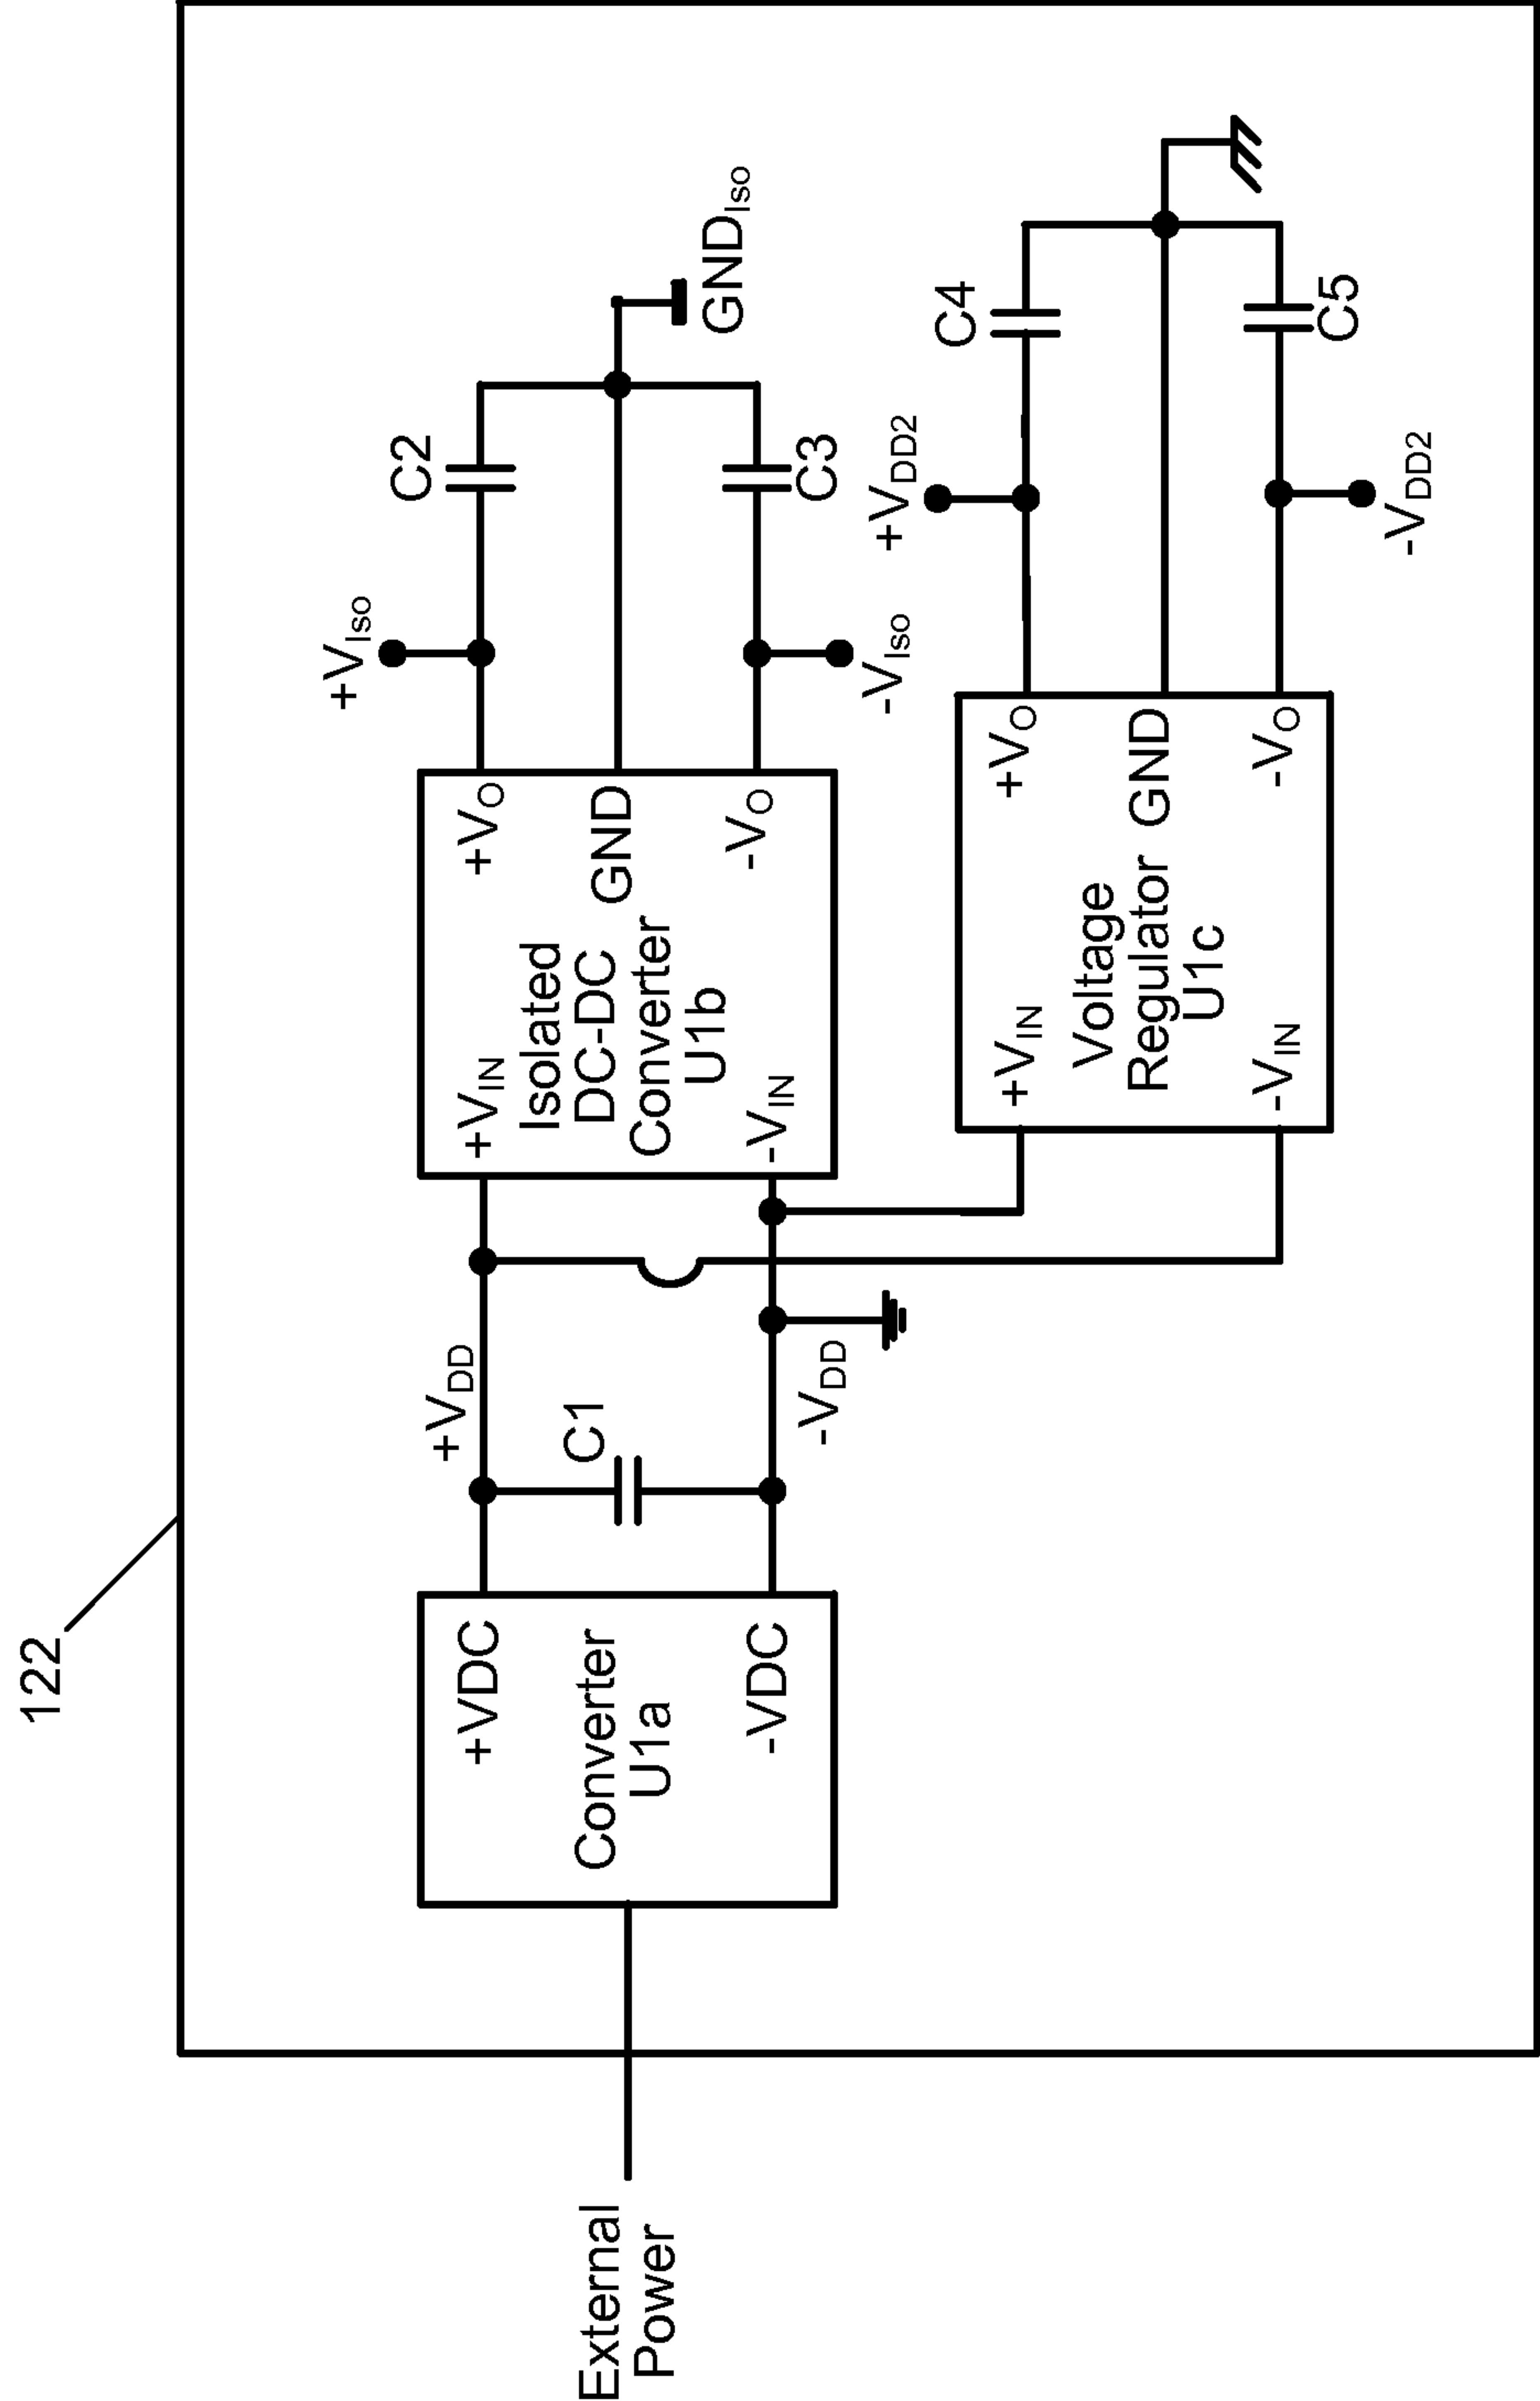 122
External
Power
+VDC
Converter
U1a
-VDC
+VDD
C1
-VDD
+VIN
Isolated
DC-DC
Converter
U1b
-VIN
+VO
GND
-VO
+VIso
-VIso
C2
C3
GNDIso
+VIN
Voltage
Regulator
U1c
-VIN
+VO
GND
-VO
+VDD2
-VDD2
C4
C5